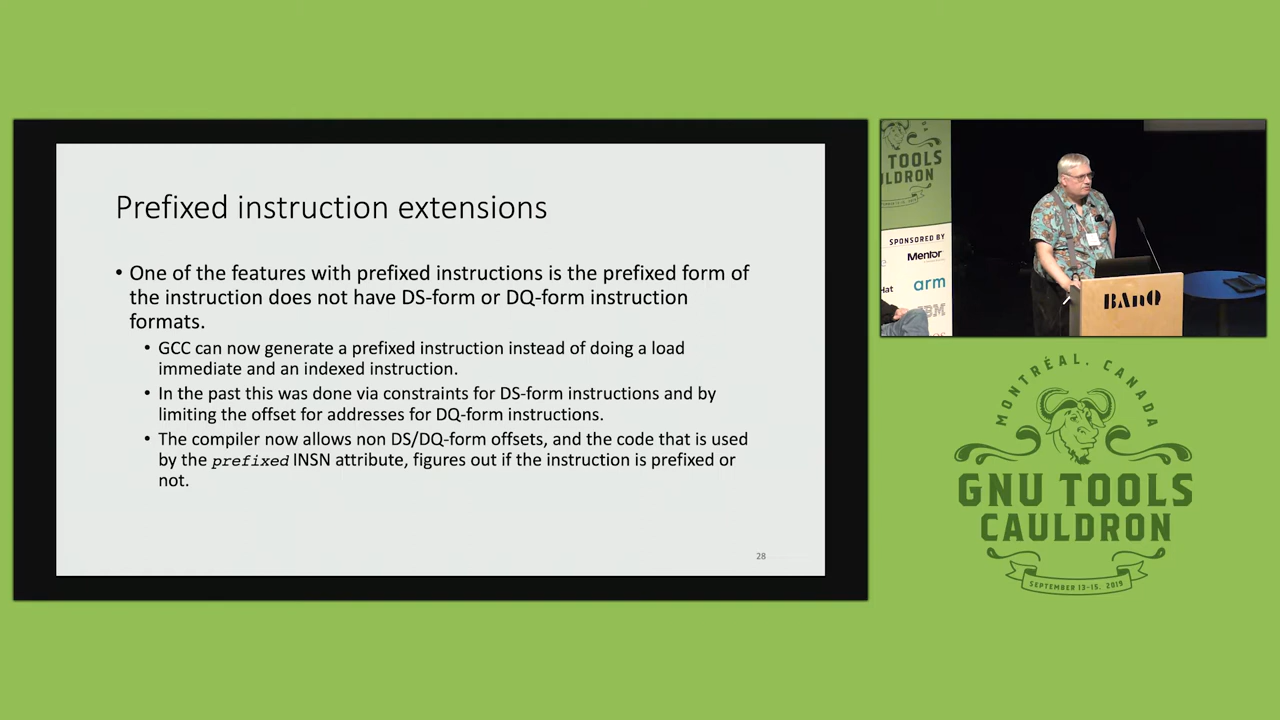 Prefixed instruction extensions
• One of the features with prefixed instructions is the prefixed form of
the instruction does not have DS-form or DQ-form instruction
formats.
• GCC can now generate a prefixed instruction instead of doing a load
immediate and an indexed instruction.
• In the past this was done via constraints for DS-form instructions and by
limiting the offset for addresses for DQ-form instructions.
• The compiler now allows non DS/DQ-form offsets, and the code that is used
by the prefixed INSN attribute, figures out if the instruction is prefixed or
not.
28
TOOLS
ULDRON
SPONSORED BY
Mentor
Hat
arm
IBM
BAnQ
MONTRÉAL, CANADA
GNU TOOLS
CAULDRON
SEPTEMBER 13-15, 2019